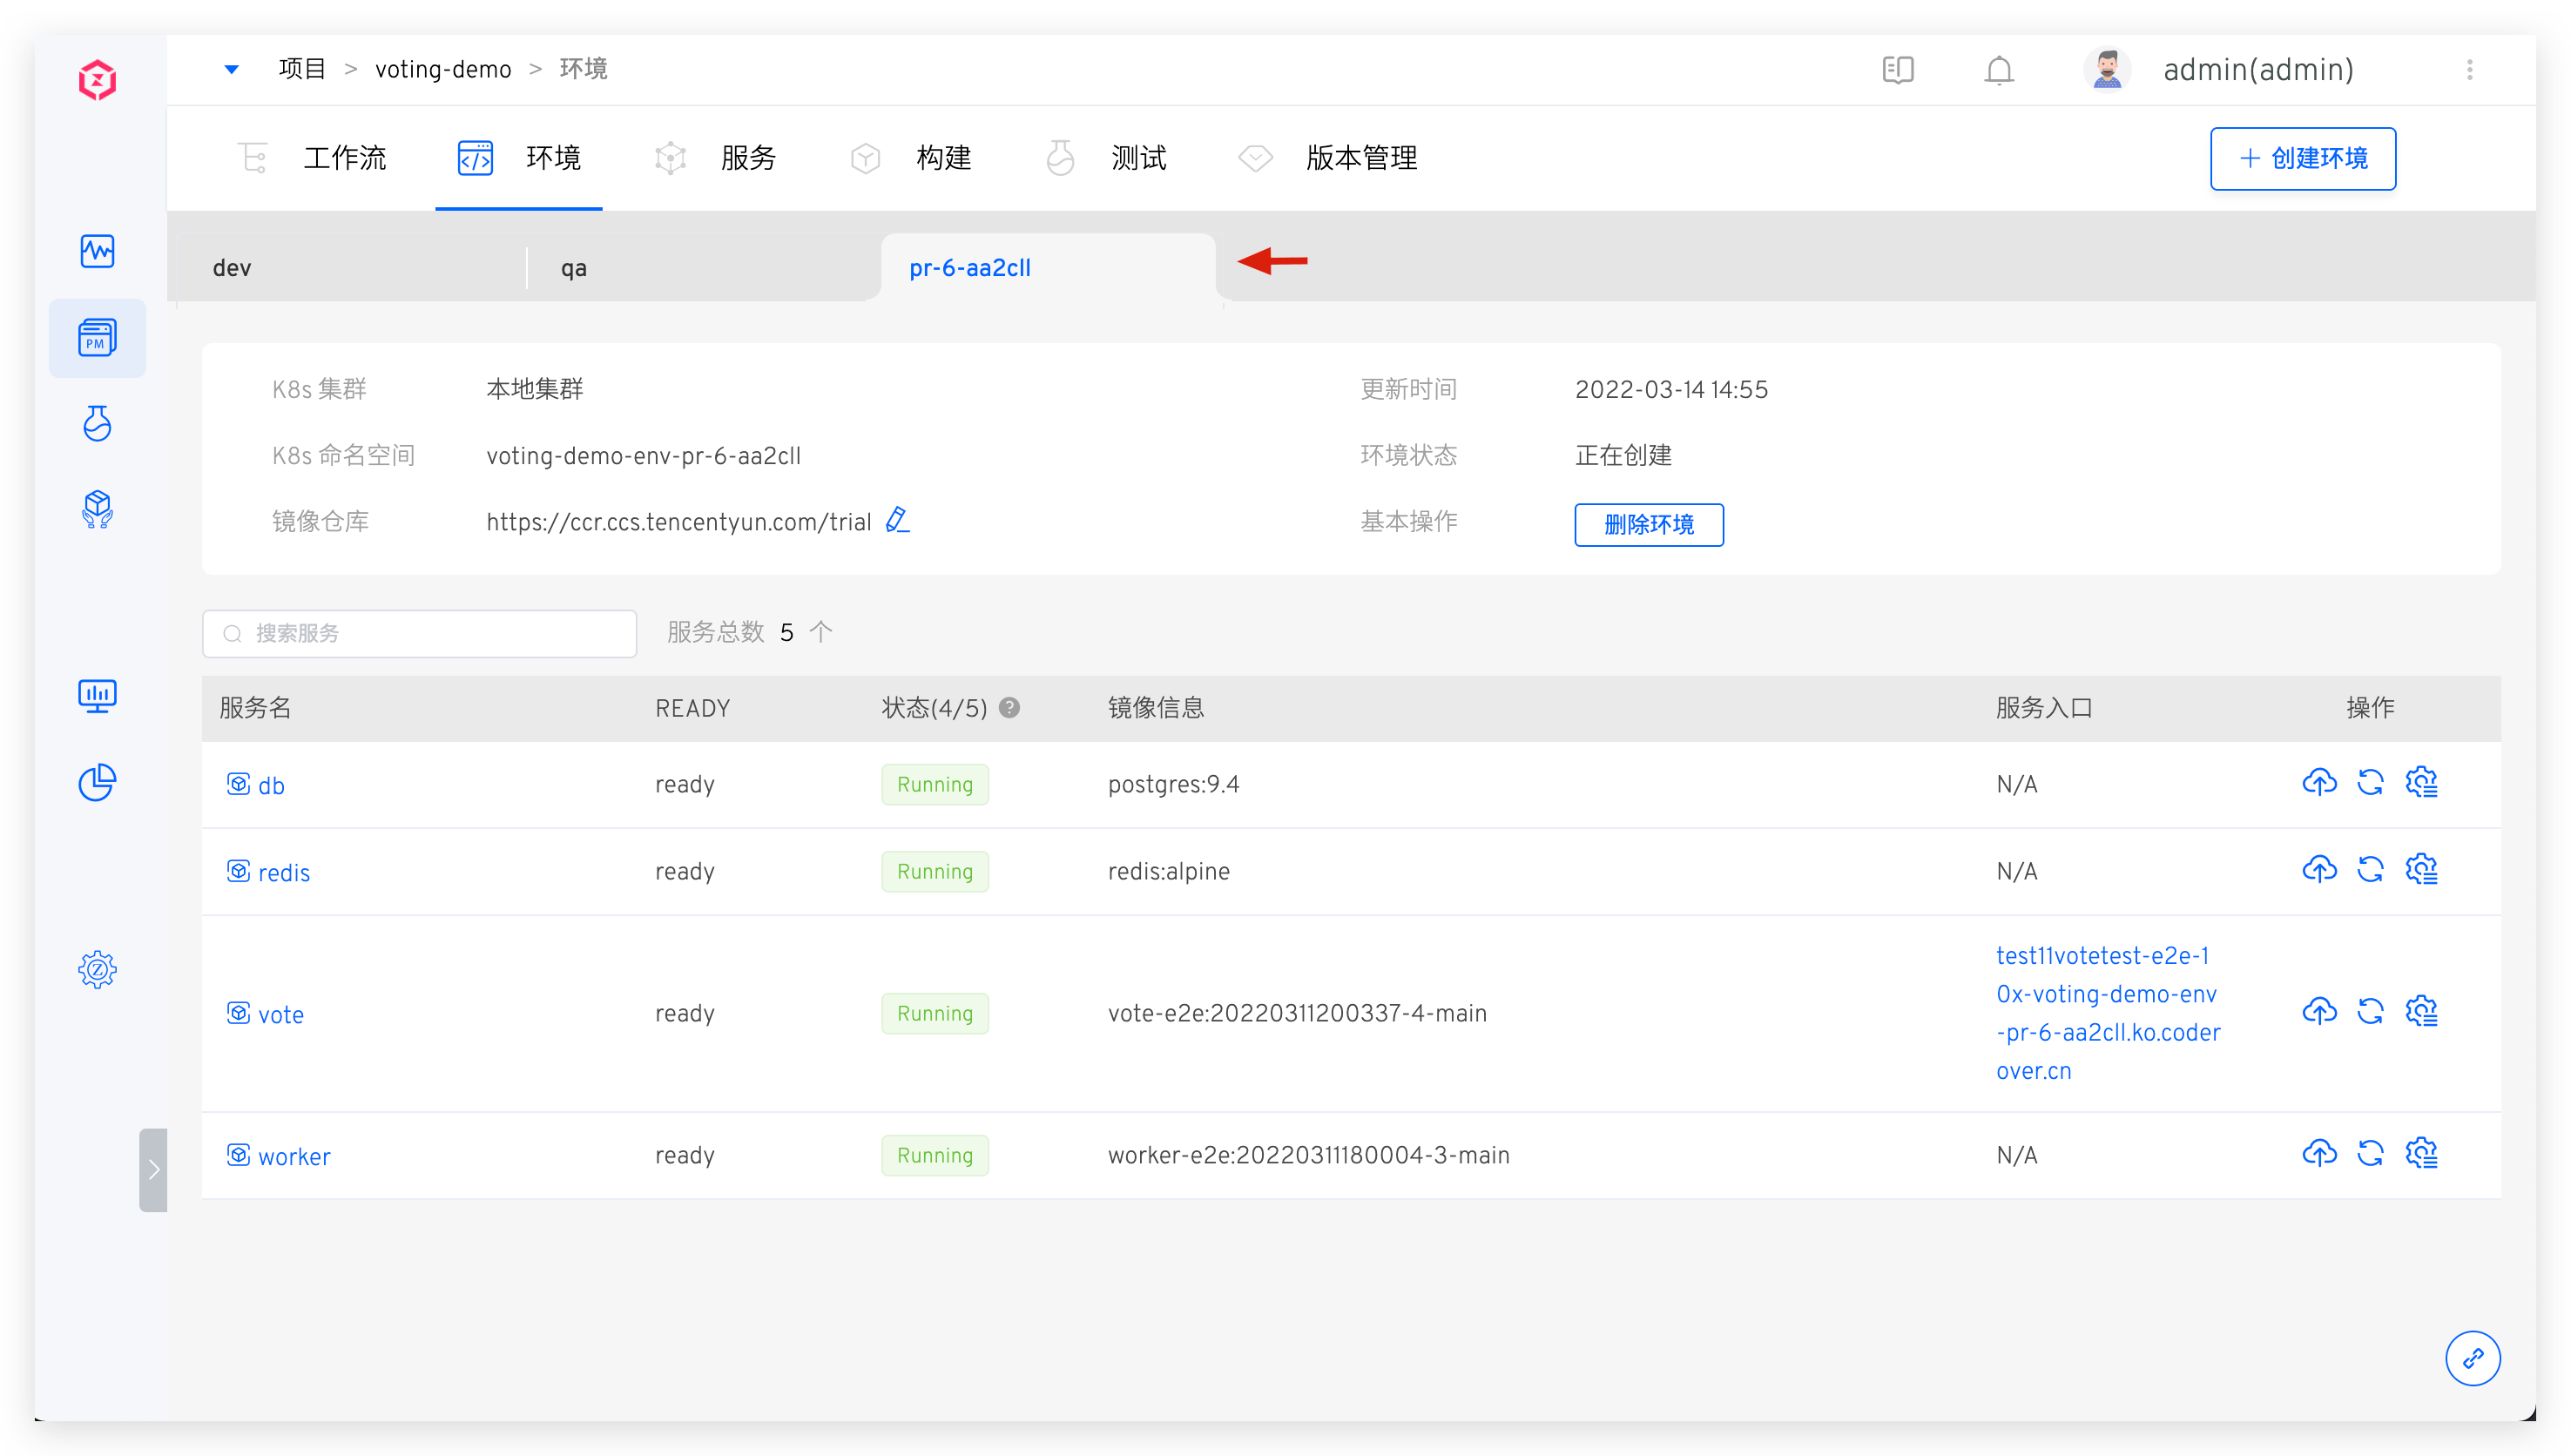 项目 > voting-demo > 环境
admin(admin)
工作流
环境
服务
构建
测试
版本管理
+ 创建环境
dev
qa
pr-6-aa2cll
PM
K8s 集群
本地集群
更新时间
2022-03-14 14:55
K8s 命名空间
voting-demo-env-pr-6-aa2cll
环境状态
正在创建
镜像仓库
https://ccr.ccs.tencentyun.com/trial
基本操作
删除环境
搜索服务
服务总数 5 个
服务名
READY
状态(4/5)
镜像信息
服务入口
操作
db
ready
Running
postgres:9.4
N/A
redis
ready
Running
redis:alpine
N/A
vote
ready
Running
vote-e2e:20220311200337-4-main
test11votetest-e2e-1
0x-voting-demo-env
-pr-6-aa2cll.ko.coder
over.cn
worker
ready
Running
worker-e2e:20220311180004-3-main
N/A